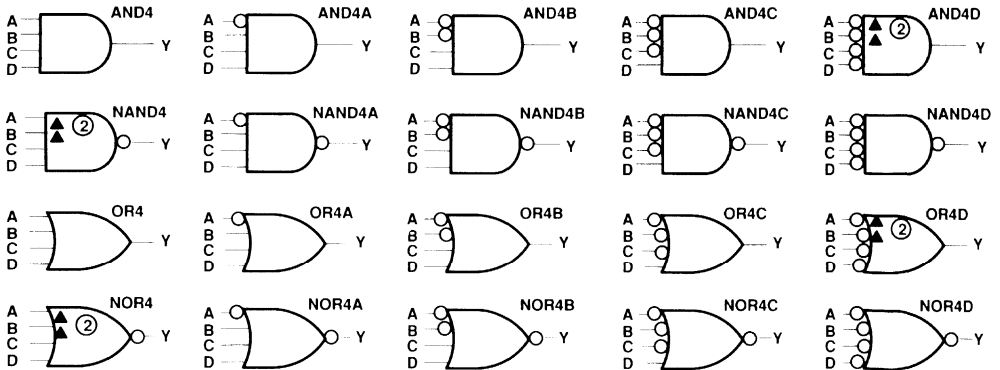 AND4 AND4A AND4B AND4C AND4D
A A A A A ②
B B B B B
Y Y Y Y Y
C C C C C
D D D D D
NAND4 NAND4A NAND4B NAND4C NAND4D
A ② A A A A
B B B B B
Y Y Y Y Y
C C C C C
D D D D D
OR4 OR4A OR4B OR4C OR4D
A A A A A ②
B B B B B
Y Y Y Y Y
C C C C C
D D D D D
NOR4 NOR4A NOR4B NOR4C NOR4D
A ② A A A A
B B B B B
Y Y Y Y Y
C C C C C
D D D D D